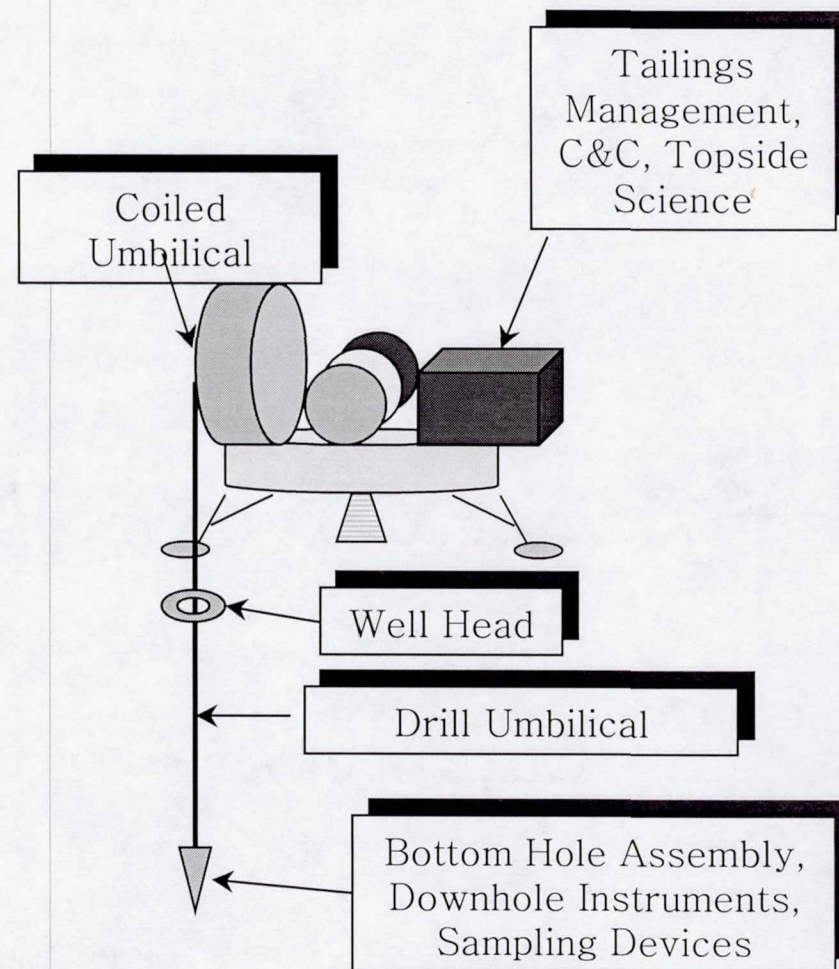 Tailings
Management,
C&C, Topside
Science
Coiled
Umbilical
Well Head
Drill Umbilical
Bottom Hole Assembly,
Downhole Instruments,
Sampling Devices